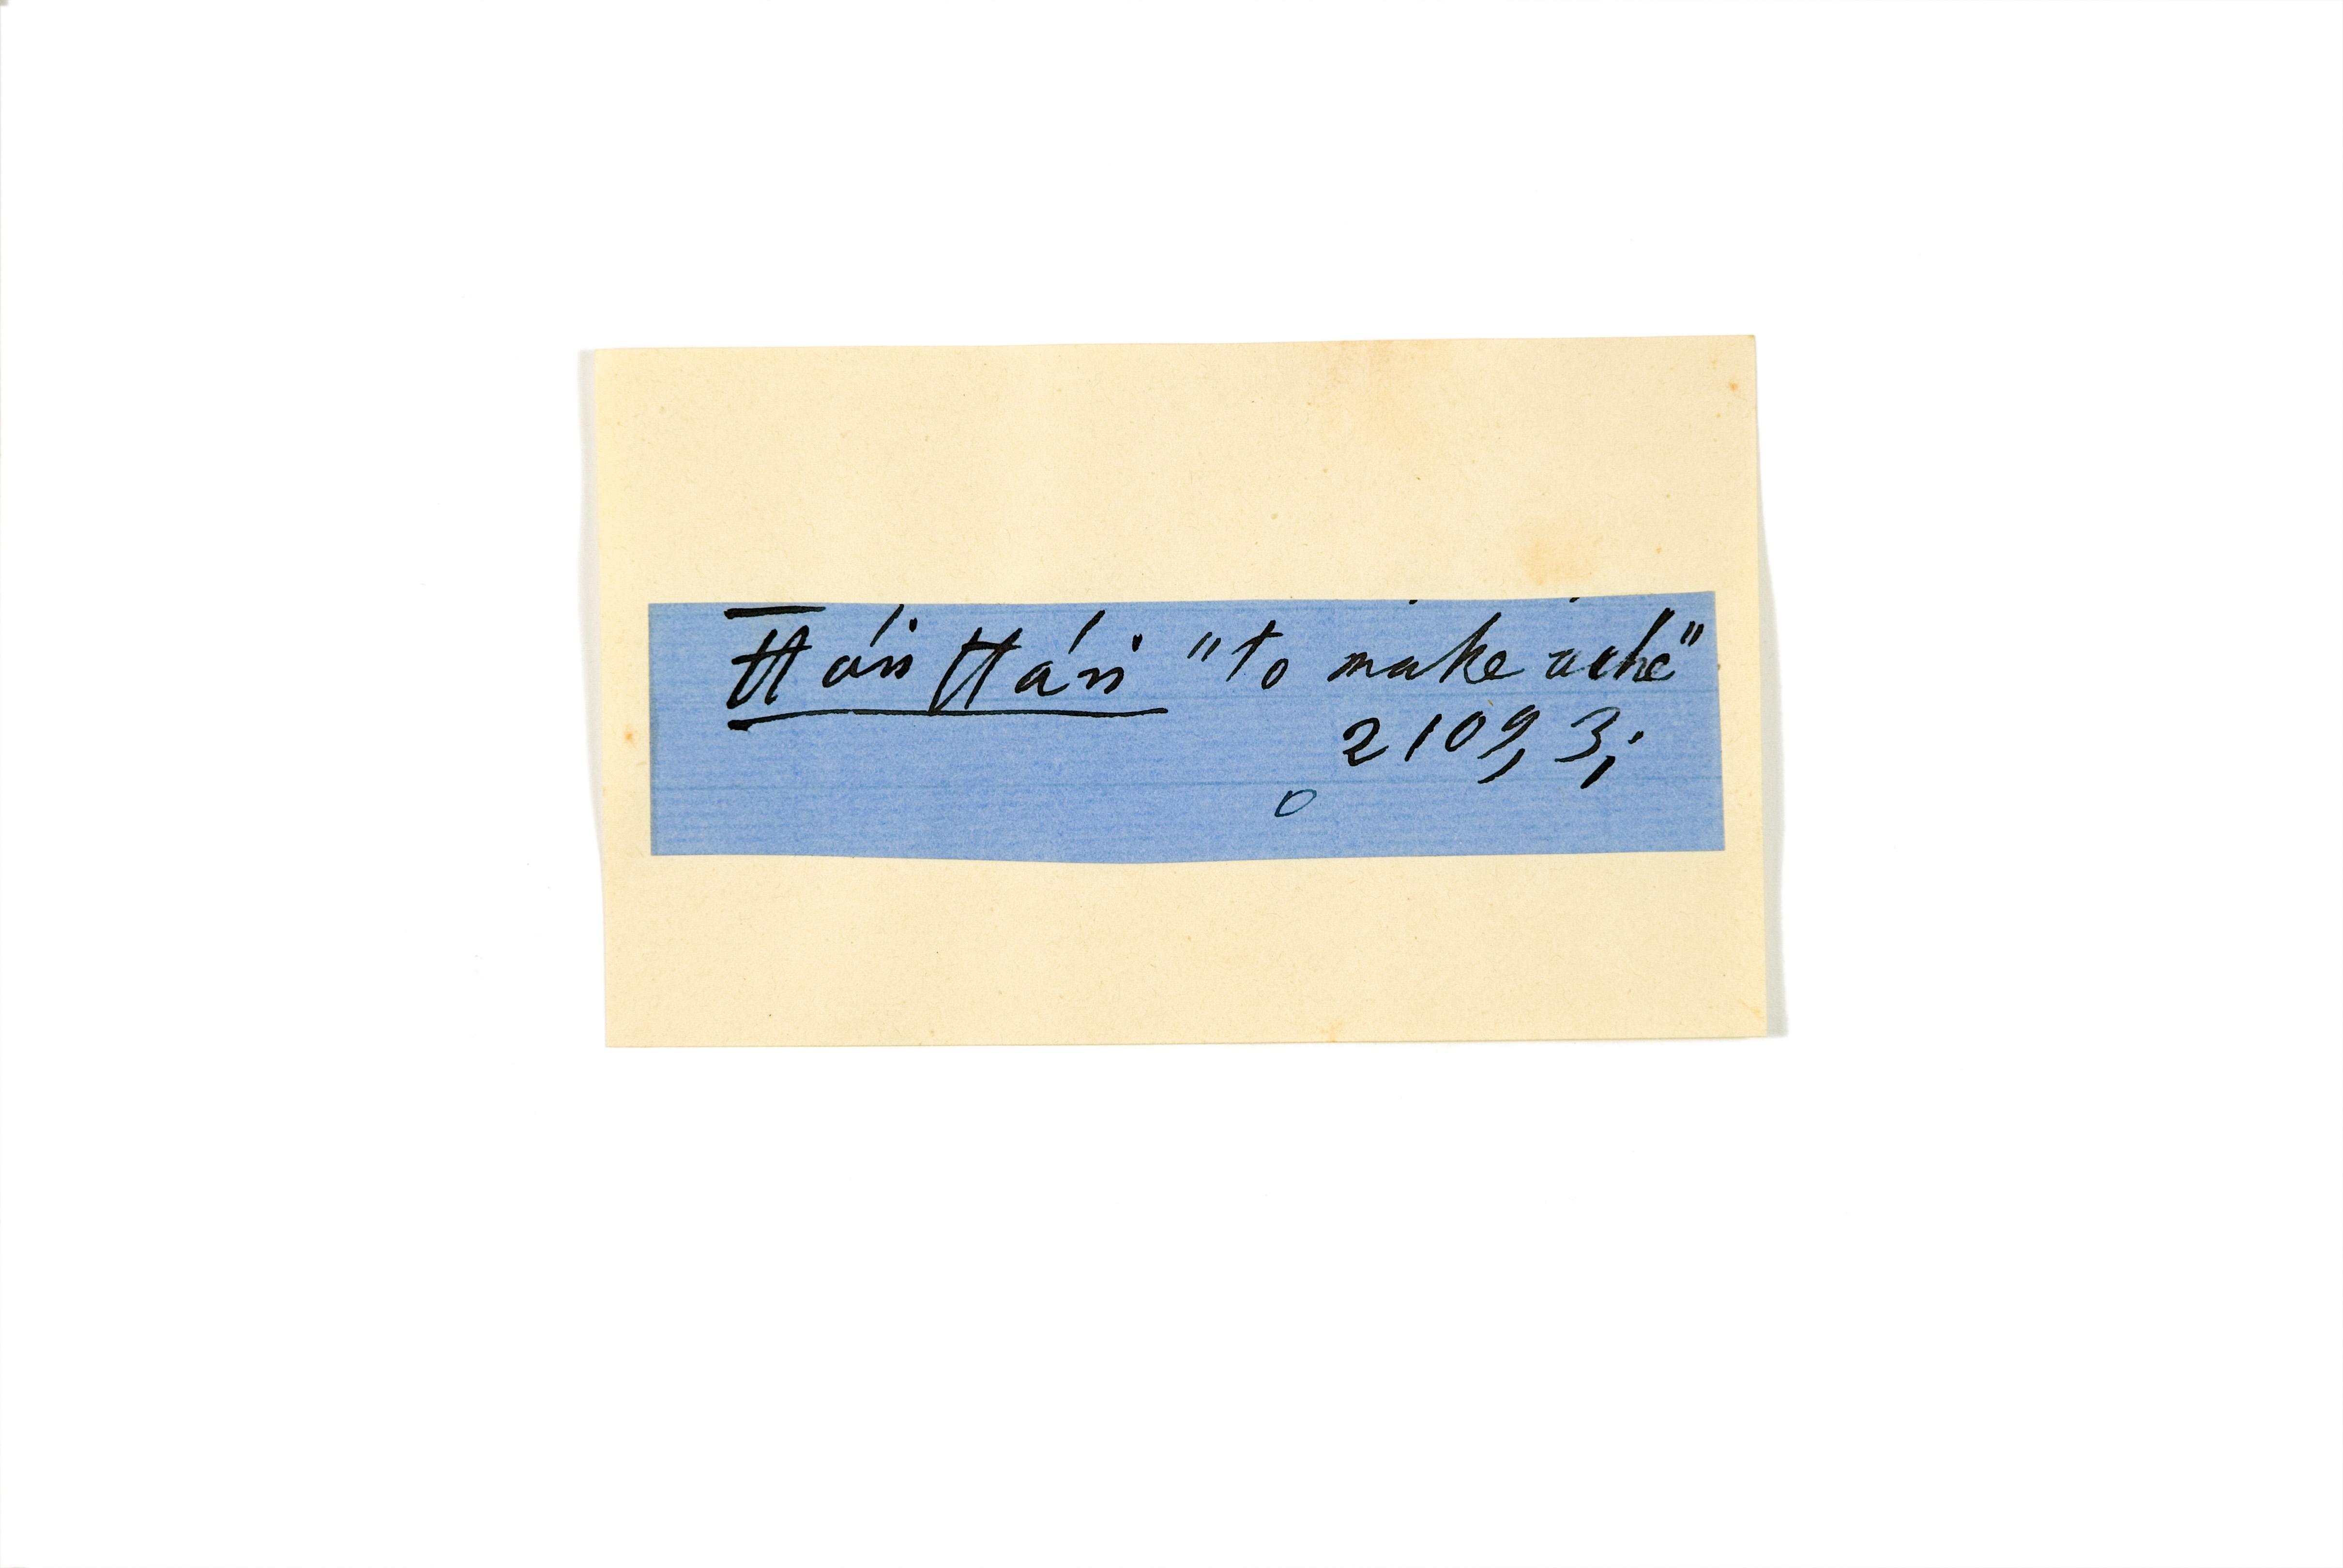 "to make ache"
2109, 3;